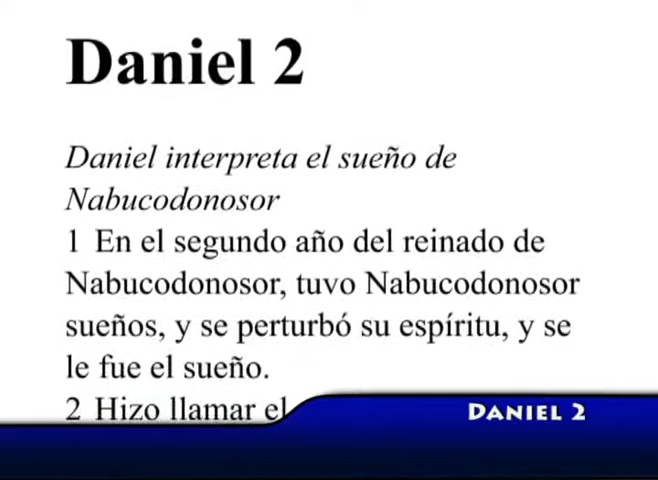 Daniel 2
Daniel interpreta el sueño de
Nabucodonosor
1 En el segundo año del reinado de
Nabucodonosor, tuvo Nabucodonosor
sueños, y se perturbó su espíritu, y se
le fue el sueño.
2 Hizo llamar el
DANIEL 2